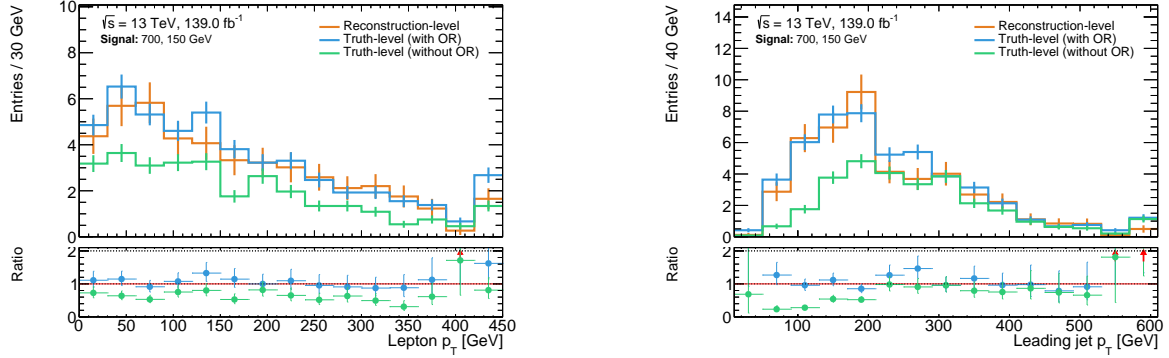 √s = 13 TeV, 139.0 fb⁻¹
Signal: 700, 150 GeV
Reconstruction-level
Truth-level (with OR)
Truth-level (without OR)
Entries / 30 GeV
10
8
6
4
2
0
Ratio
2
1
0
0 50 100 150 200 250 300 350 400 450
Lepton p_T [GeV]
√s = 13 TeV, 139.0 fb⁻¹
Signal: 700, 150 GeV
Reconstruction-level
Truth-level (with OR)
Truth-level (without OR)
Entries / 40 GeV
14
12
10
8
6
4
2
0
Ratio
2
1
0
100 200 300 400 500 600
Leading jet p_T [GeV]